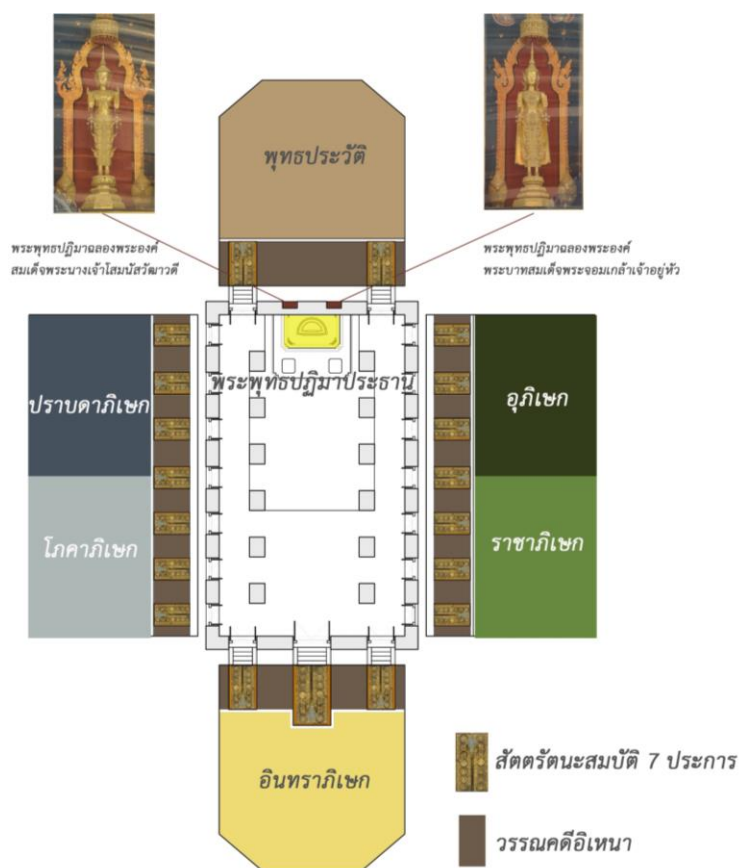 พุทธประวัติ
พระพุทธปฏิมาฉลองพระองค์
สมเด็จพระนางเจ้าโสมนัสวัฒาวดี
พระพุทธปฏิมาฉลองพระองค์
พระบาทสมเด็จพระจอมเกล้าเจ้าอยู่หัว
พระพุทธปฏิมาประธาน
ปราบดาภิเษก
อุภิเษก
โภคาภิเษก
ราชาภิเษก
อินทราภิเษก
สัตตรัตนะสมบัติ 7 ประการ
วรรณคดีอิเหนา